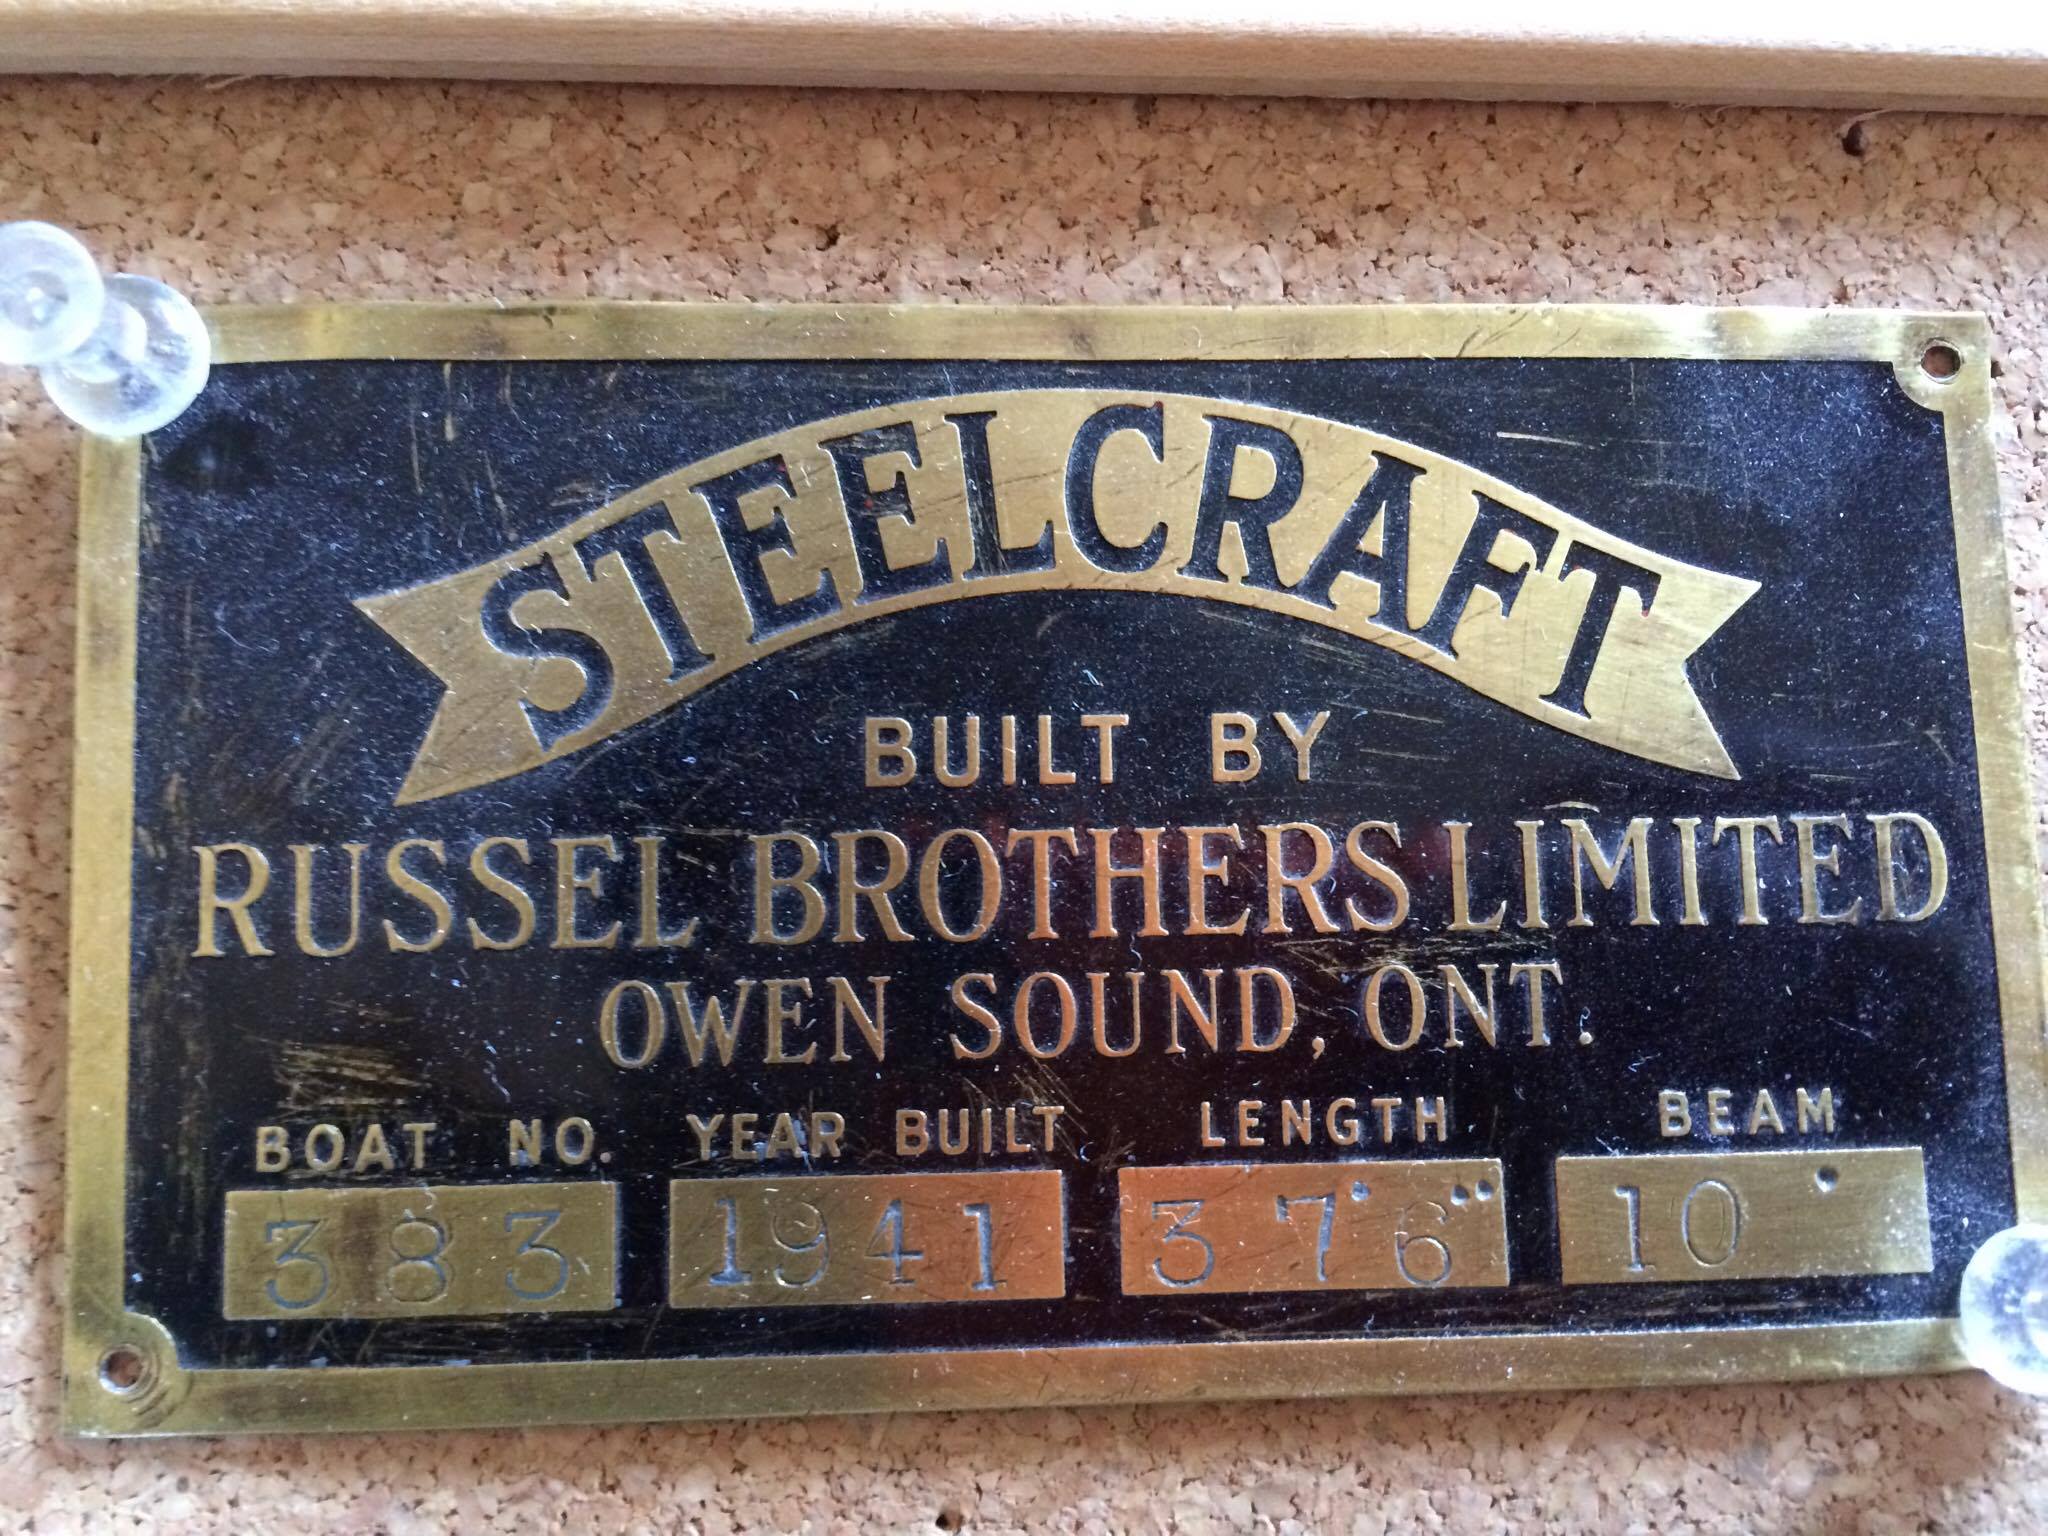 STEELCRAFT
BUILT BY
RUSSEL BROTHERS LIMITED
OWEN SOUND, ONT.
BOAT NO. YEAR BUILT LENGTH BEAM
383 1941 37'6" 10'